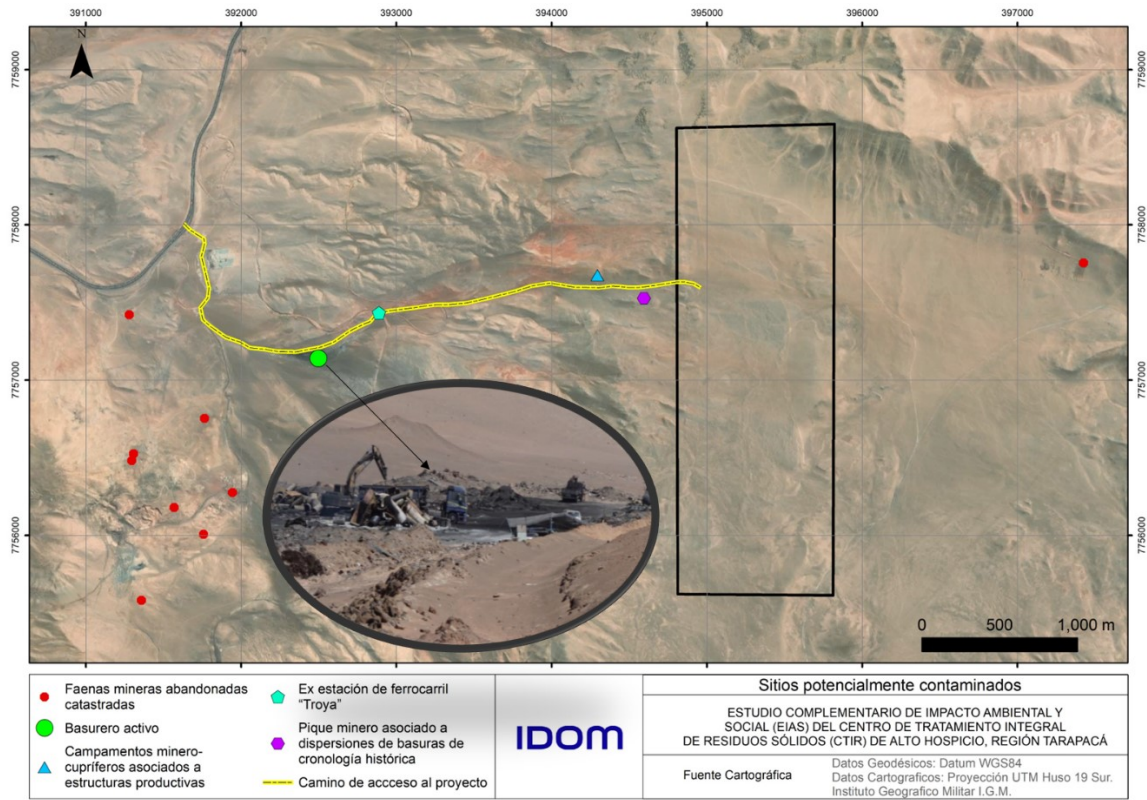 391000 392000 393000 394000 395000 396000 397000
N
7759000 7759000
7758000 7758000
7757000 7757000
7756000 7756000
0 500 1,000 m
Faenas mineras abandonadas
catastradas
Basurero activo
Campamentos minero-
cupríferos asociados a
estructuras productivas
Ex estación de ferrocarril
"Troya"
Pique minero asociado a
dispersiones de basuras de
cronología histórica
Camino de accceso al proyecto
IDOM
Sitios potencialmente contaminados
ESTUDIO COMPLEMENTARIO DE IMPACTO AMBIENTAL Y
SOCIAL (EIAS) DEL CENTRO DE TRATAMIENTO INTEGRAL
DE RESIDUOS SÓLIDOS (CTIR) DE ALTO HOSPICIO, REGIÓN TARAPACÁ
Fuente Cartográfica
Datos Geodésicos: Datum WGS84
Datos Cartograficos: Proyección UTM Huso 19 Sur.
Instituto Geografico Militar I.G.M.